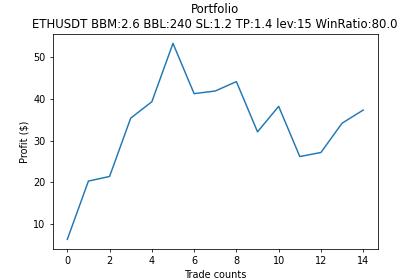 Portfolio
ETHUSDT BBM:2.6 BBL:240 SL:1.2 TP:1.4 lev:15 WinRatio:80.0
50
40
30
20
10
Profit ($)
0 2 4 6 8 10 12 14
Trade counts